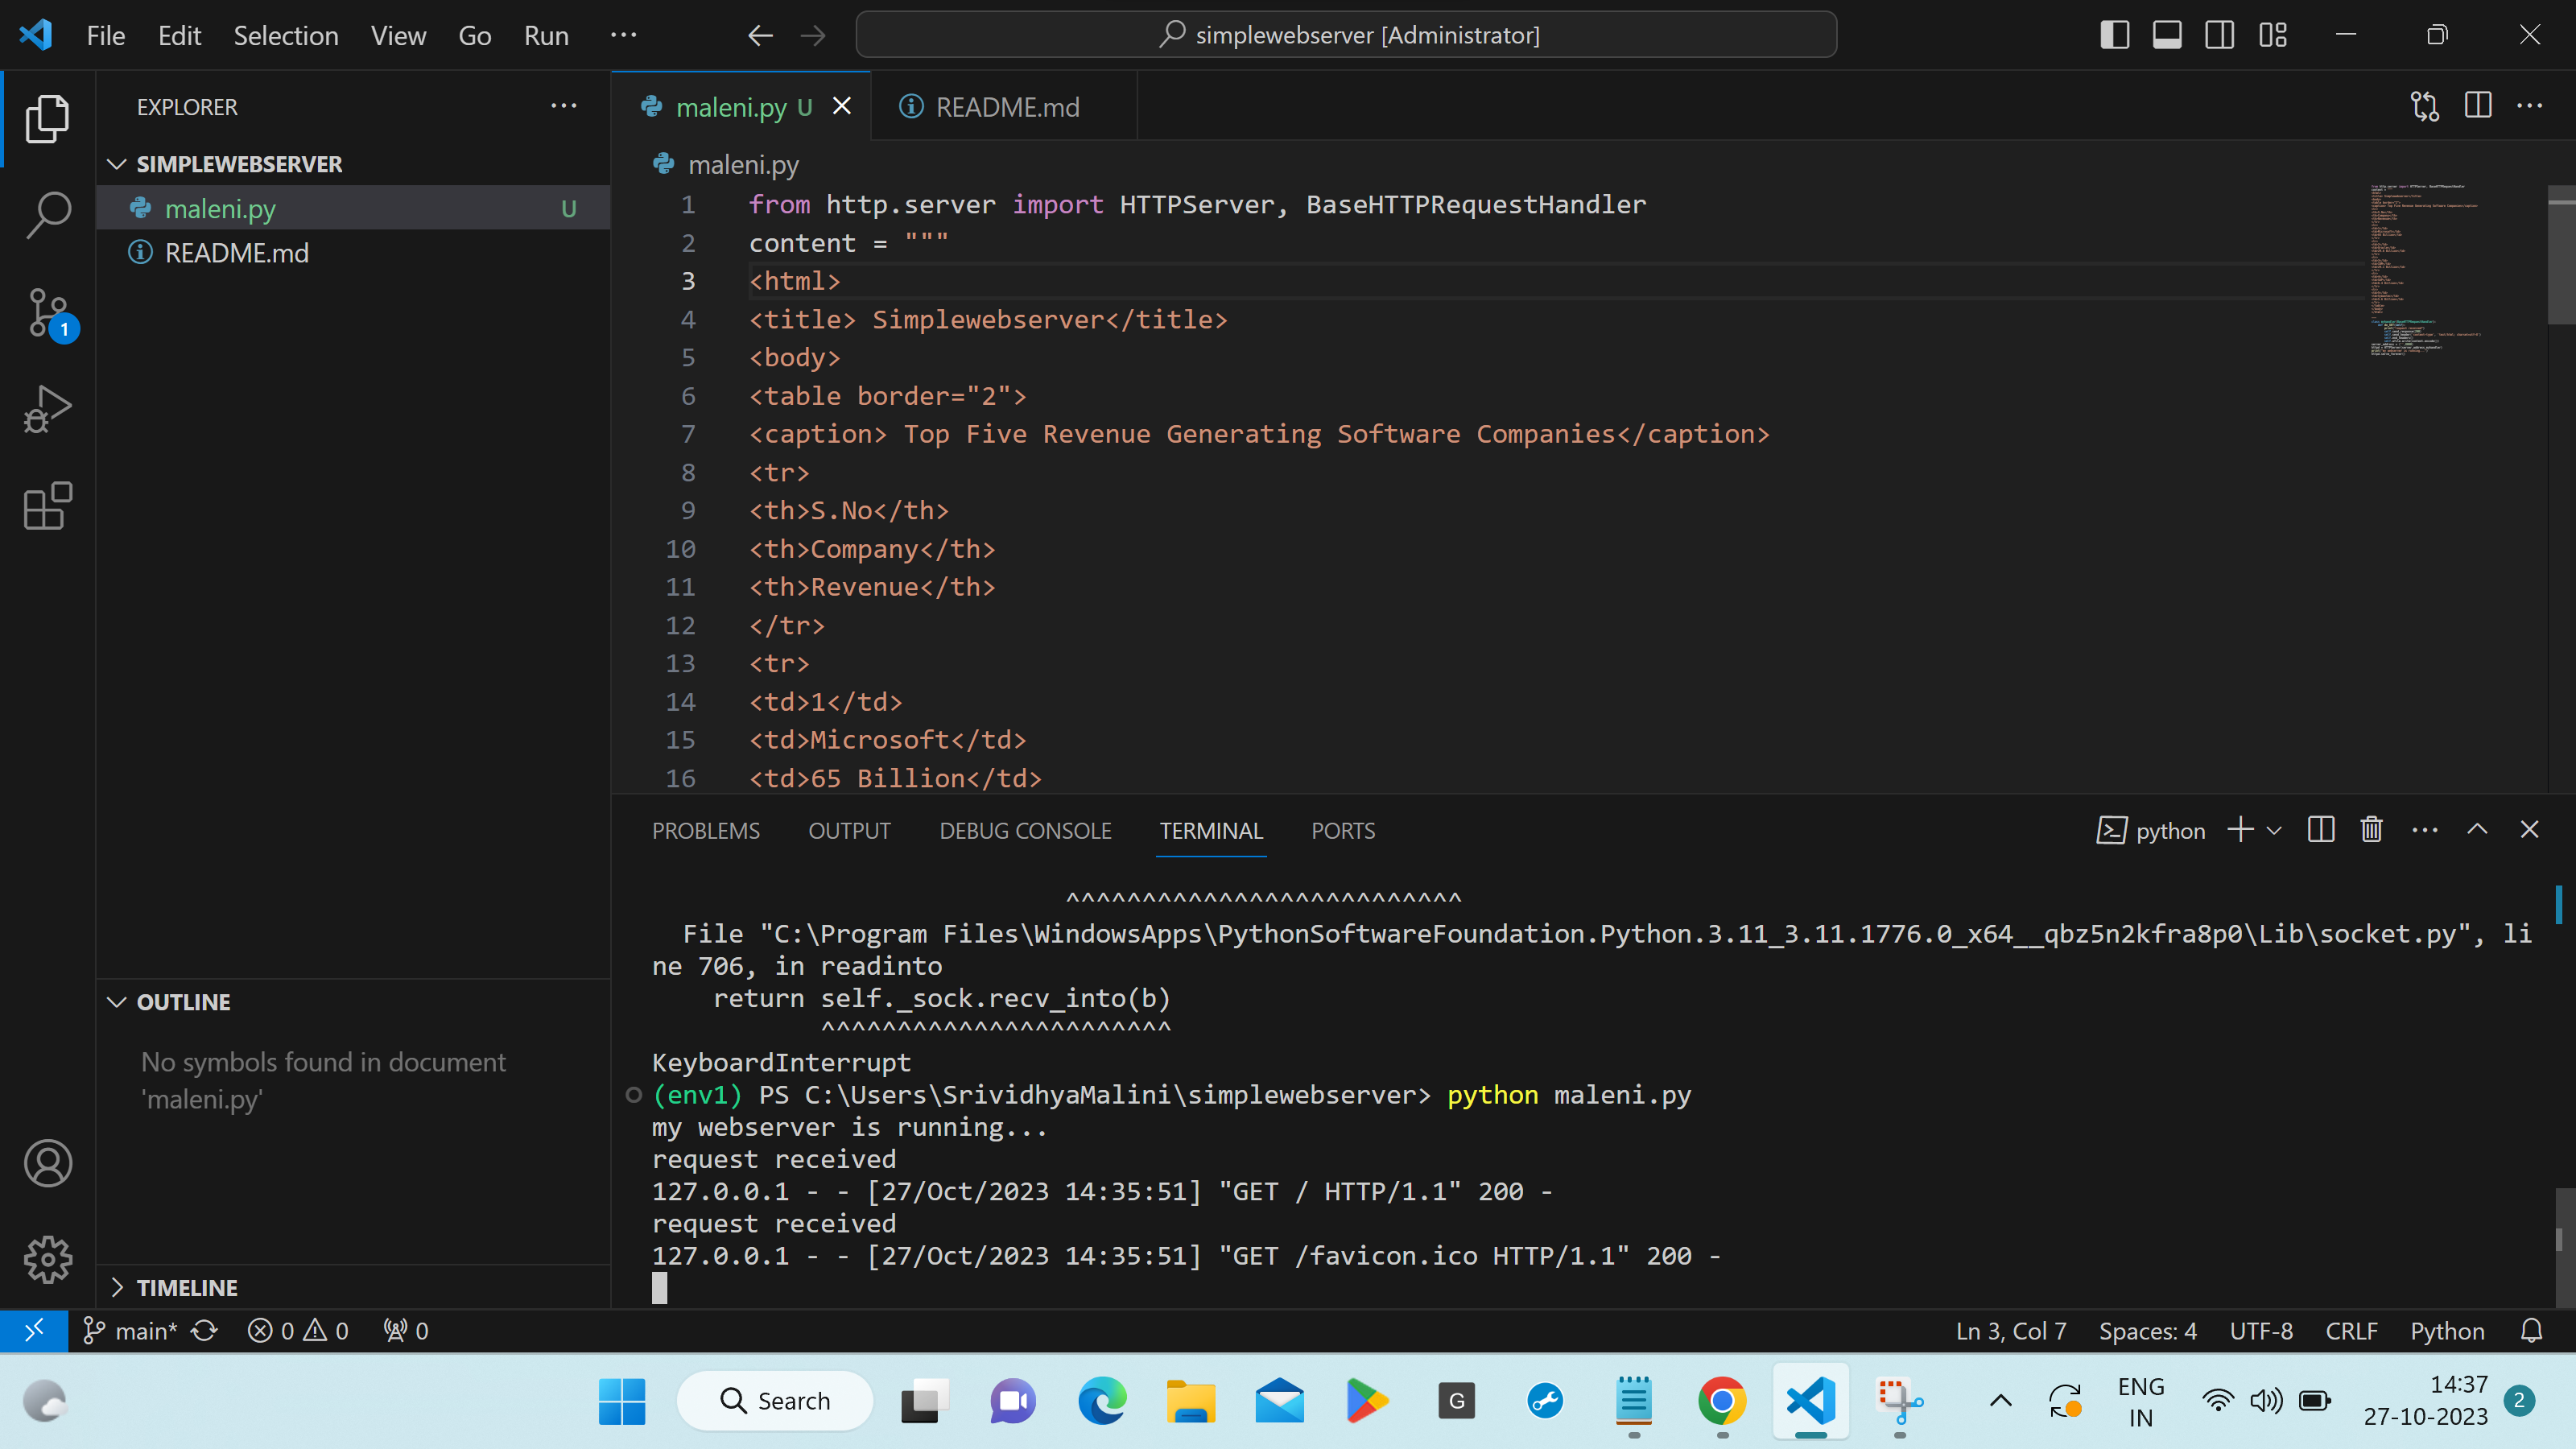 File Edit Selection View Go Run ··· simplewebserver [Administrator]
EXPLORER ···
SIMPLEWEBSERVER
maleni.py U
README.md
maleni.py U README.md
maleni.py
1 from http.server import HTTPServer, BaseHTTPRequestHandler
2 content = """
3 <html>
4 <title> Simplewebserver</title>
5 <body>
6 <table border="2">
7 <caption> Top Five Revenue Generating Software Companies</caption>
8 <tr>
9 <th>S.No</th>
10 <th>Company</th>
11 <th>Revenue</th>
12 </tr>
13 <tr>
14 <td>1</td>
15 <td>Microsoft</td>
16 <td>65 Billion</td>
PROBLEMS OUTPUT DEBUG CONSOLE TERMINAL PORTS python
^^^^^^^^^^^^^^^^^^^^^^^^^^
File "C:\Program Files\WindowsApps\PythonSoftwareFoundation.Python.3.11_3.11.1776.0_x64__qbz5n2kfra8p0\Lib\socket.py", li
ne 706, in readinto
return self._sock.recv_into(b)
^^^^^^^^^^^^^^^^^^^^^^^
KeyboardInterrupt
(env1) PS C:\Users\SrividhyaMalini\simplewebserver> python maleni.py
my webserver is running...
request received
127.0.0.1 - - [27/Oct/2023 14:35:51] "GET / HTTP/1.1" 200 -
request received
127.0.0.1 - - [27/Oct/2023 14:35:51] "GET /favicon.ico HTTP/1.1" 200 -
OUTLINE
No symbols found in document
'maleni.py'
TIMELINE
1
main* 0 0 0 Ln 3, Col 7 Spaces: 4 UTF-8 CRLF Python
Search G ENG
IN
14:37
27-10-2023
2